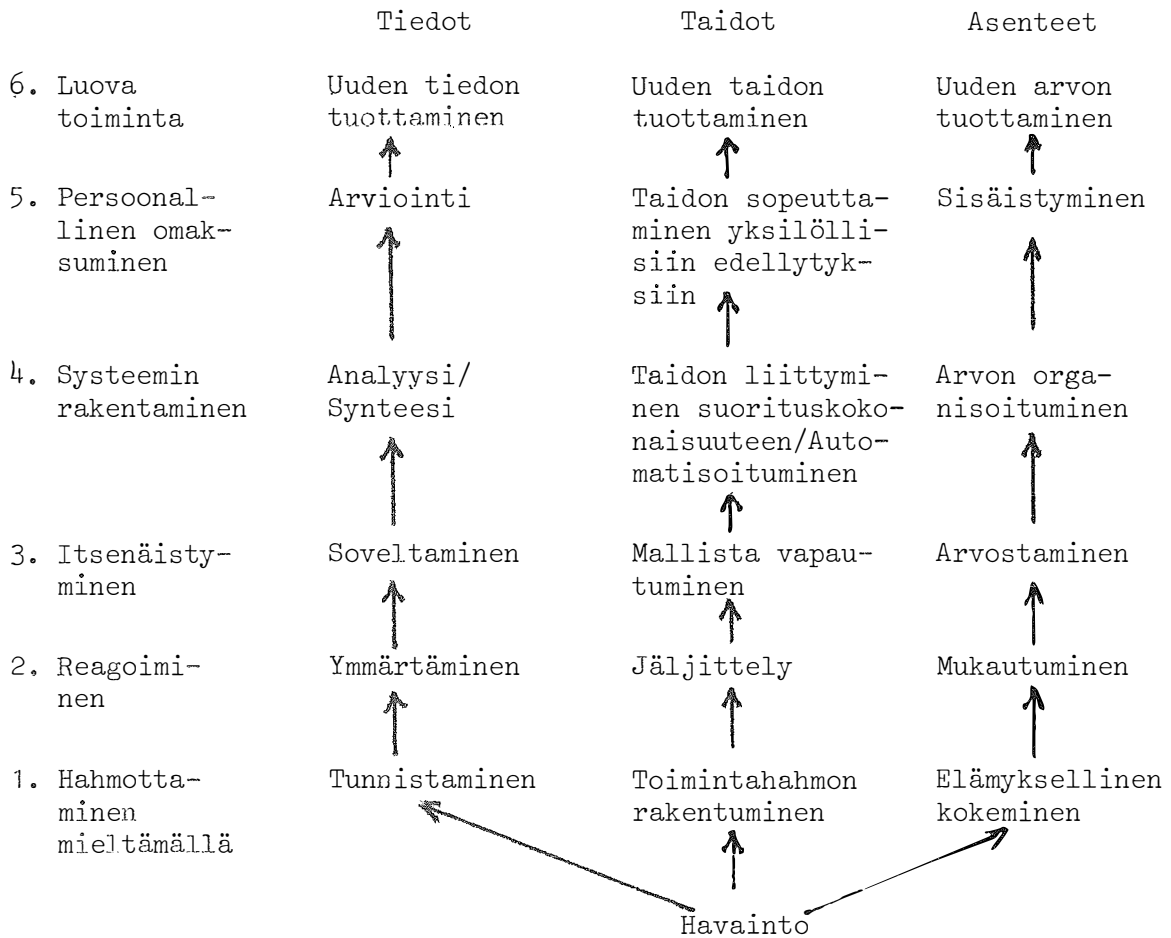 Tiedot Taidot Asenteet
6. Luova Uuden tiedon Uuden taidon Uuden arvon
toiminta tuottaminen tuottaminen tuottaminen
5. Persoonal- Arviointi Taidon sopeutta- Sisäistyminen
linen omak- minen yksilölli-
suminen siin edellytyk-
siin
4. Systeemin Analyysi/ Taidon liittymi- Arvon orga-
rakentaminen Synteesi nen suorituskoko- nisoituminen
naisuuteen/Auto-
matisoituminen
3. Itsenäisty- Soveltaminen Mallista vapau- Arvostaminen
minen tuminen
2. Reagoimi- Ymmärtäminen Jäljittely Mukautuminen
nen
1. Hahmotta- Tunnistaminen Toimintahahmon Elämyksellinen
minen rakentuminen kokeminen
mieltämällä
Havainto